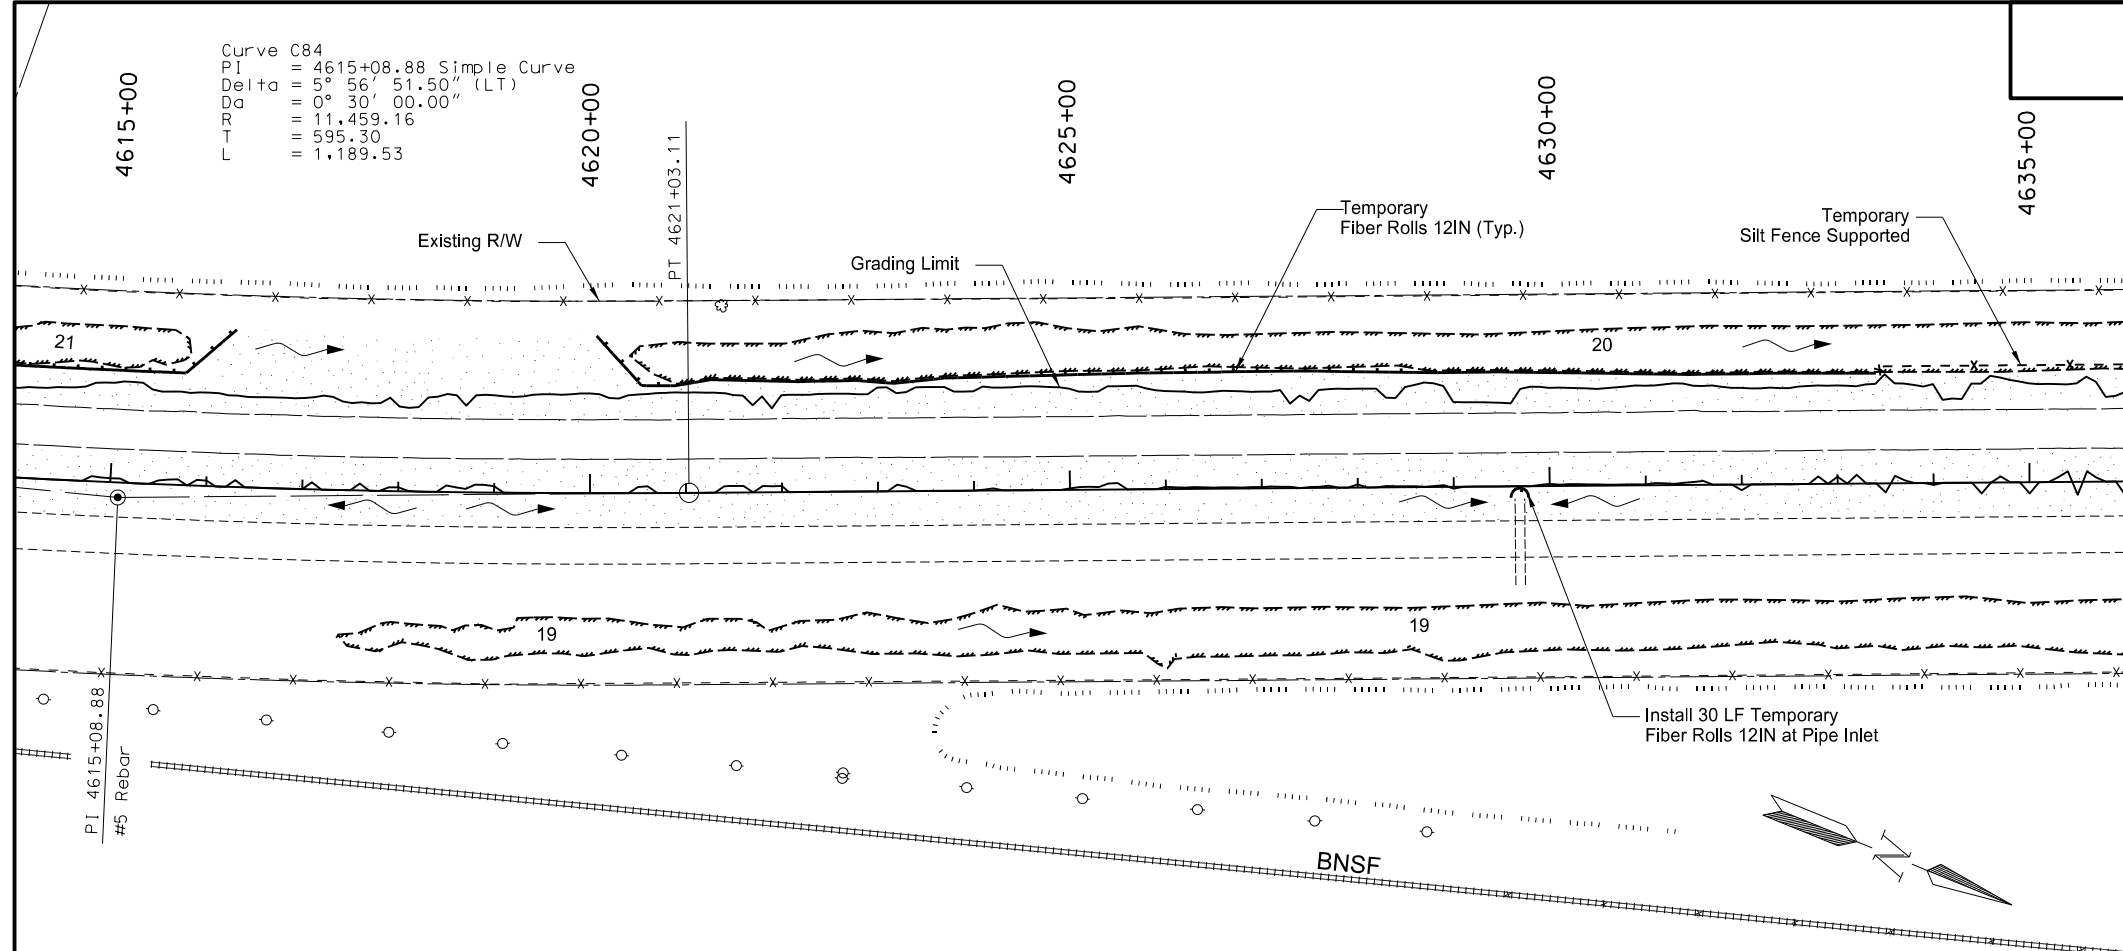 Curve C84
PI = 4615+08.88 Simple Curve
Delta = 5° 56' 51.50" (LT)
Da = 0° 30' 00.00"
R = 11,459.16
T = 595.30
L = 1,189.53
4615+00
4620+00
4625+00
4630+00
4635+00
PT 4621+03.11
Existing R/W
Grading Limit
Temporary
Fiber Rolls 12IN (Typ.)
Temporary
Silt Fence Supported
21
20
19
19
Install 30 LF Temporary
Fiber Rolls 12IN at Pipe Inlet
PI 4615+08.88
#5 Rebar
BNSF
N